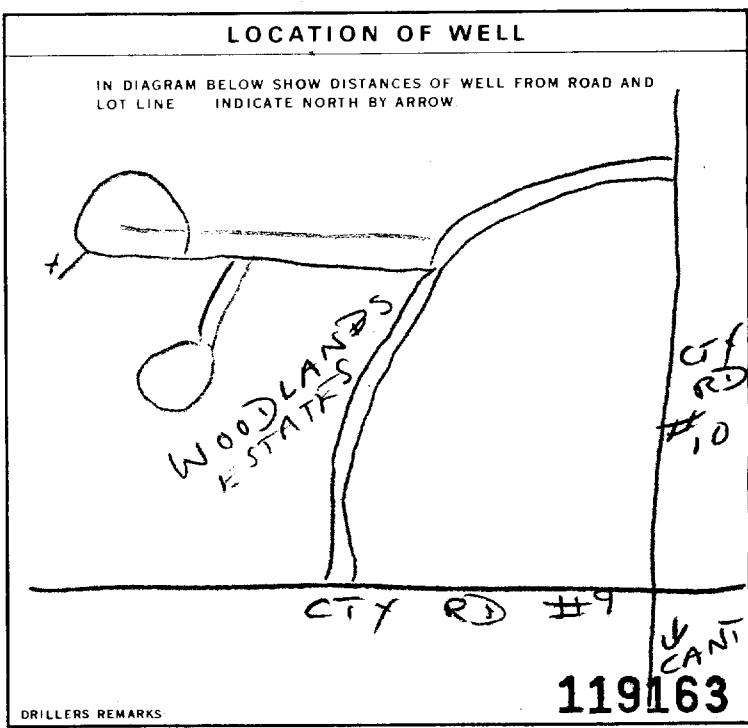 LOCATION OF WELL
IN DIAGRAM BELOW SHOW DISTANCES OF WELL FROM ROAD AND
LOT LINE INDICATE NORTH BY ARROW.
WOODLANDS
ESTATES
CTY
RD
#10
CTY RD #9
CANT
119163
DRILLERS REMARKS